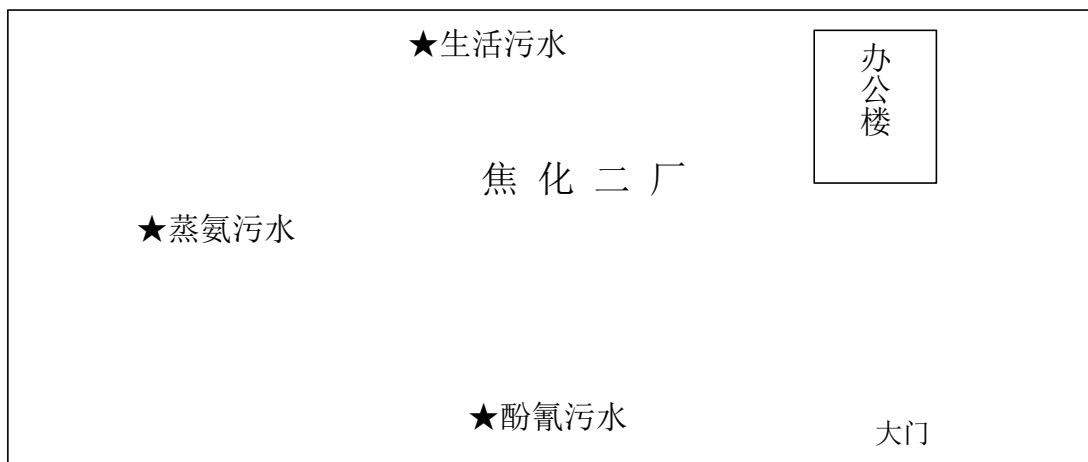 ★生活污水
办公楼
焦化二厂
★蒸氨污水
★酚氰污水
大门